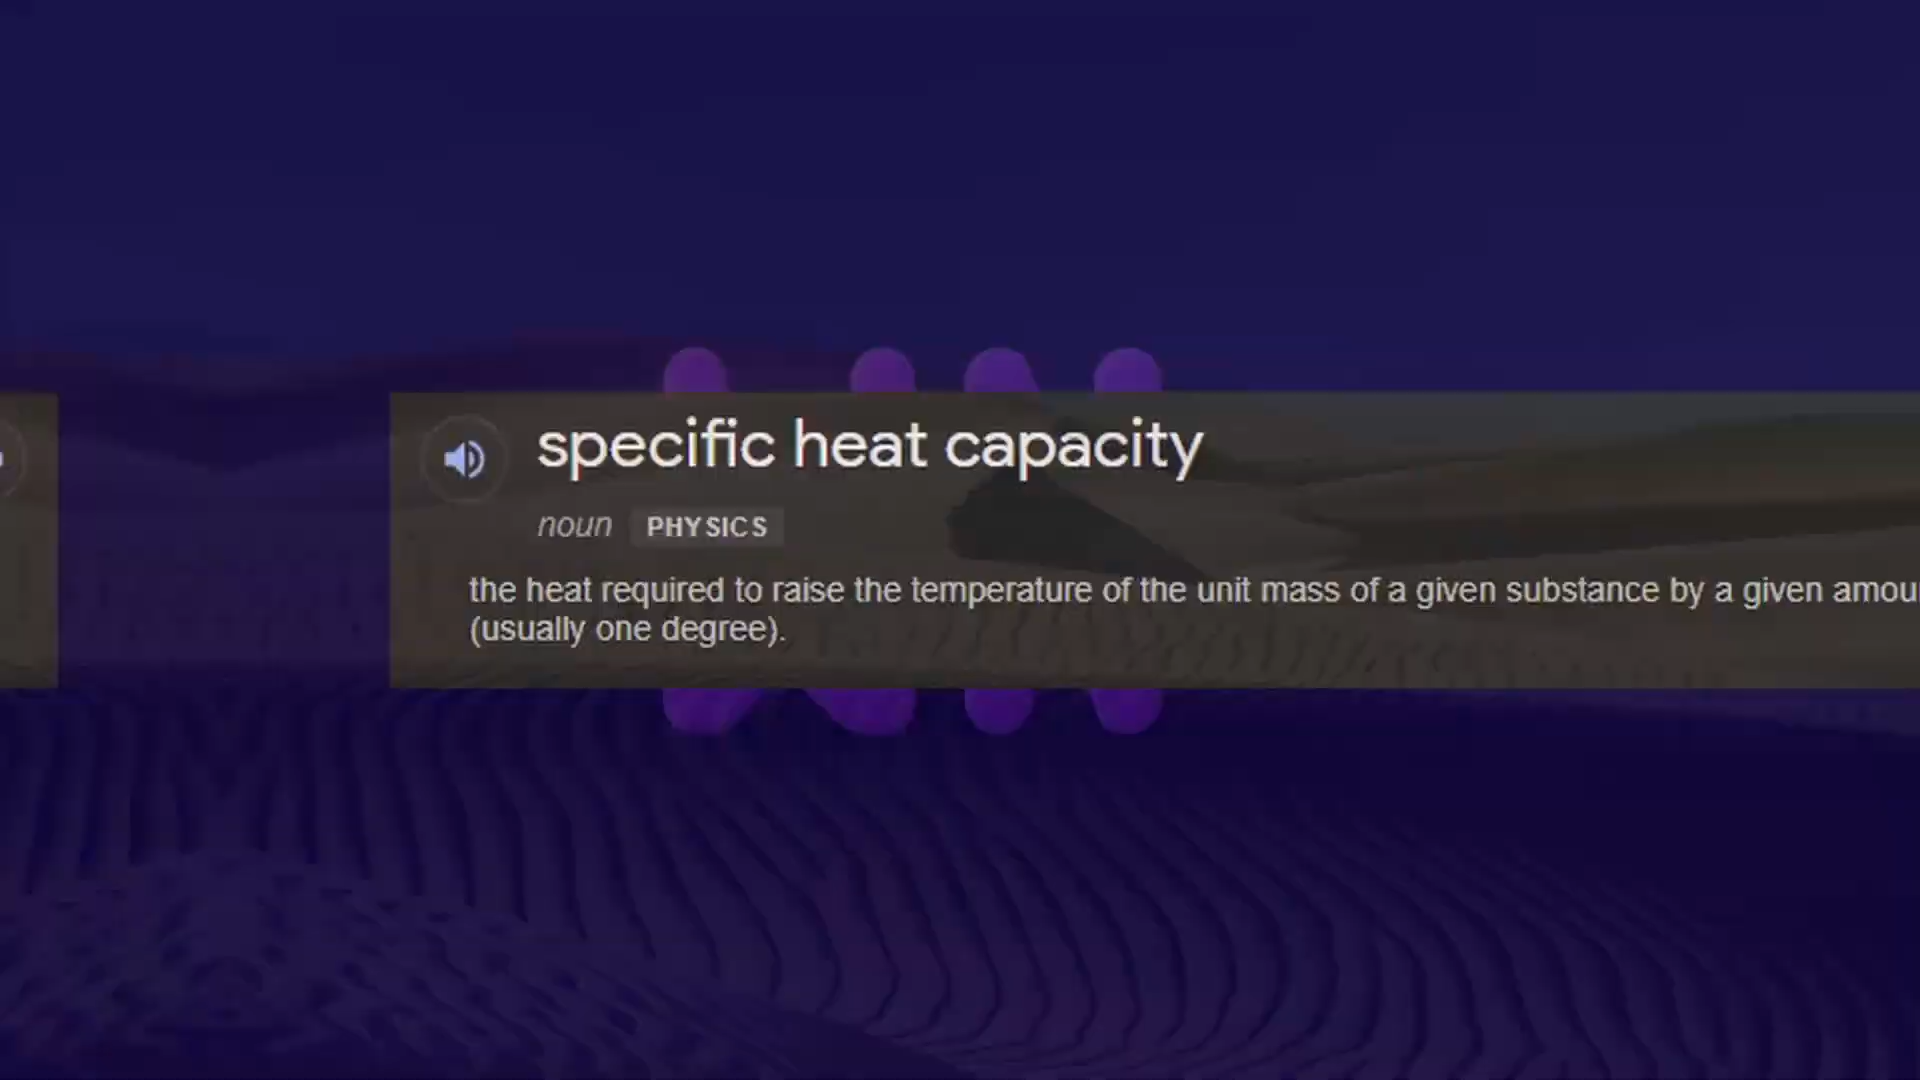 specific heat capacity
noun PHYSICS
the heat required to raise the temperature of the unit mass of a given substance by a given amou
(usually one degree).